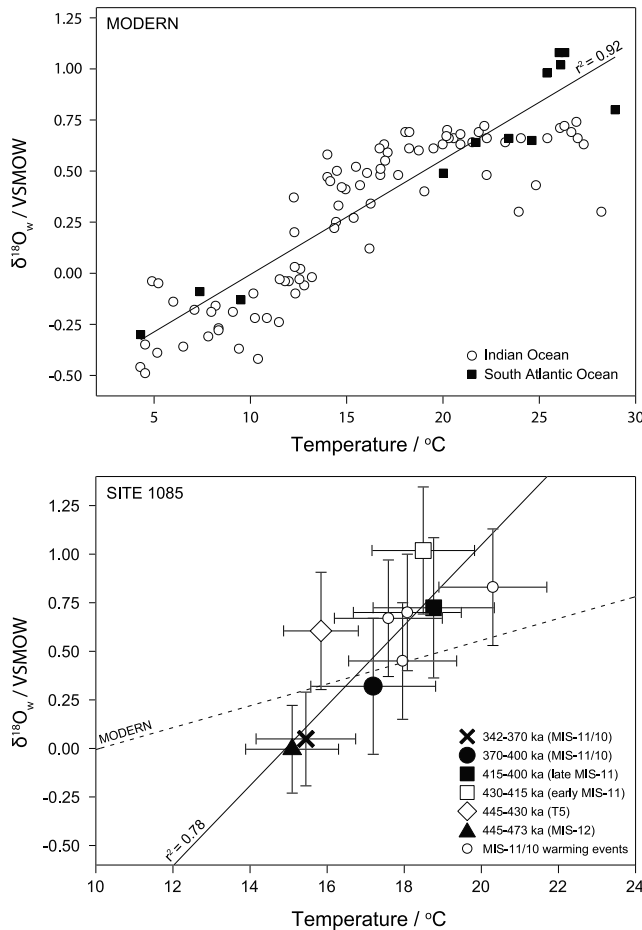 MODERN
r² = 0.92
1.25
1.00
0.75
0.50
0.25
0.00
-0.25
-0.50
δ¹⁸O_w / VSMOW
Indian Ocean
South Atlantic Ocean
5 10 15 20 25 30
Temperature / °C
SITE 1085
1.25
1.00
0.75
0.50
0.25
0.00
-0.25
-0.50
δ¹⁸O_w / VSMOW
MODERN
r² = 0.78
342-370 ka (MIS-11/10)
370-400 ka (MIS-11/10)
415-400 ka (late MIS-11)
430-415 ka (early MIS-11)
445-430 ka (T5)
445-473 ka (MIS-12)
MIS-11/10 warming events
10 12 14 16 18 20 22 24
Temperature / °C